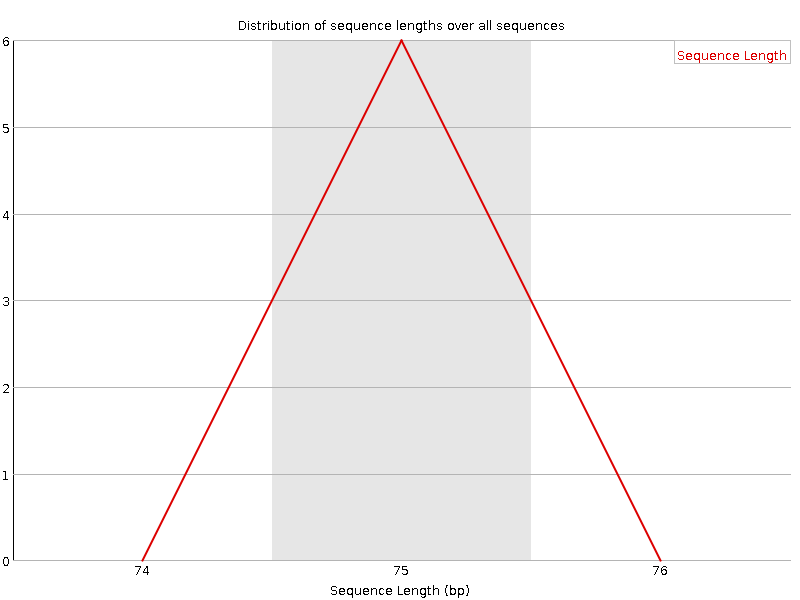 Distribution of sequence lengths over all sequences
Sequence Length
6
5
4
3
2
1
0
74 75 76
Sequence Length (bp)